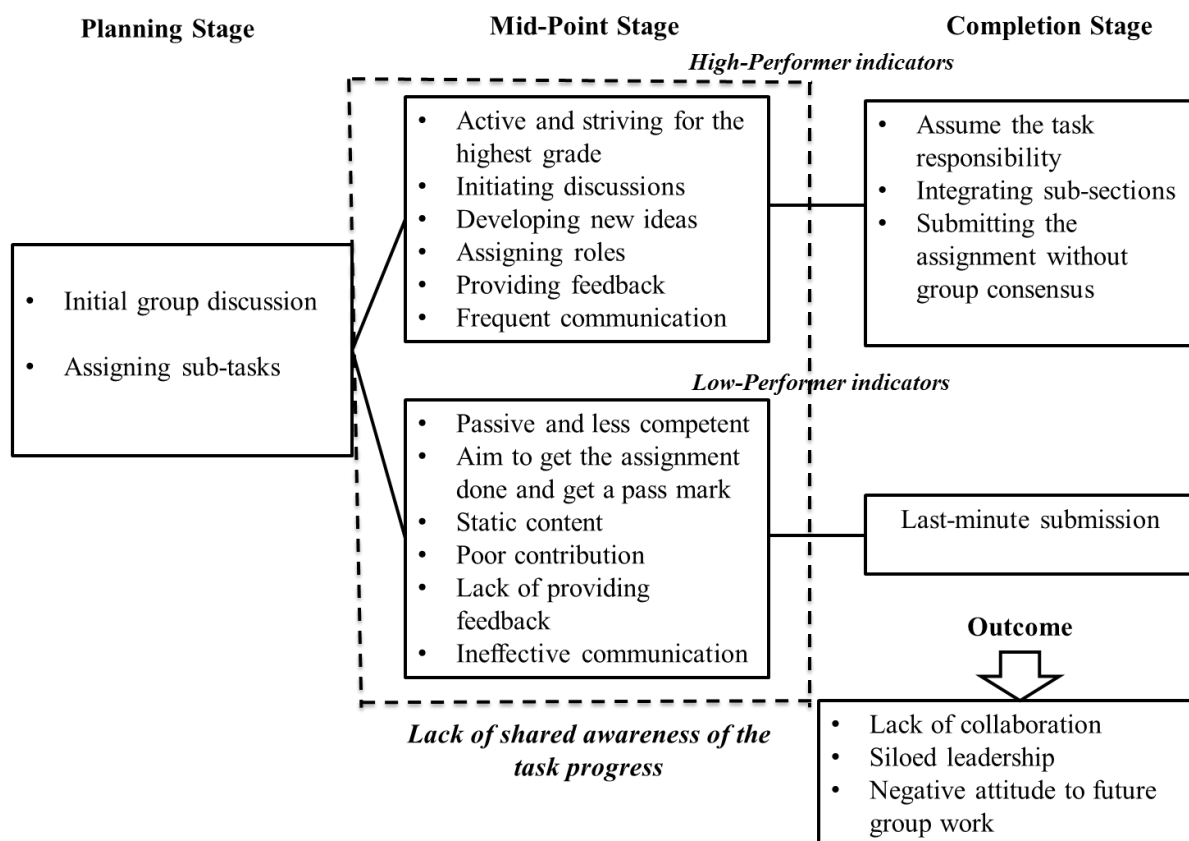 Planning Stage
Mid-Point Stage
Completion Stage
High-Performer indicators
• Initial group discussion
• Assigning sub-tasks
• Active and striving for the
highest grade
• Initiating discussions
• Developing new ideas
• Assigning roles
• Providing feedback
• Frequent communication
• Assume the task
responsibility
• Integrating sub-sections
• Submitting the
assignment without
group consensus
Low-Performer indicators
• Passive and less competent
• Aim to get the assignment
done and get a pass mark
• Static content
• Poor contribution
• Lack of providing
feedback
• Ineffective communication
Last-minute submission
Lack of shared awareness of the
task progress
Outcome
• Lack of collaboration
• Siloed leadership
• Negative attitude to future
group work